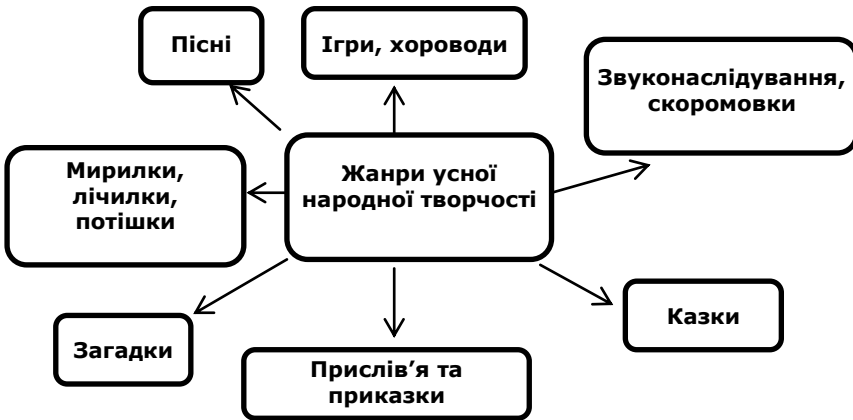 Пісні
Ігри, хороводи
Звуконаслідування,
скоромовки
Мирилки,
лічилки,
потішки
Жанри усної
народної творчості
Загадки
Прислів’я та
приказки
Казки